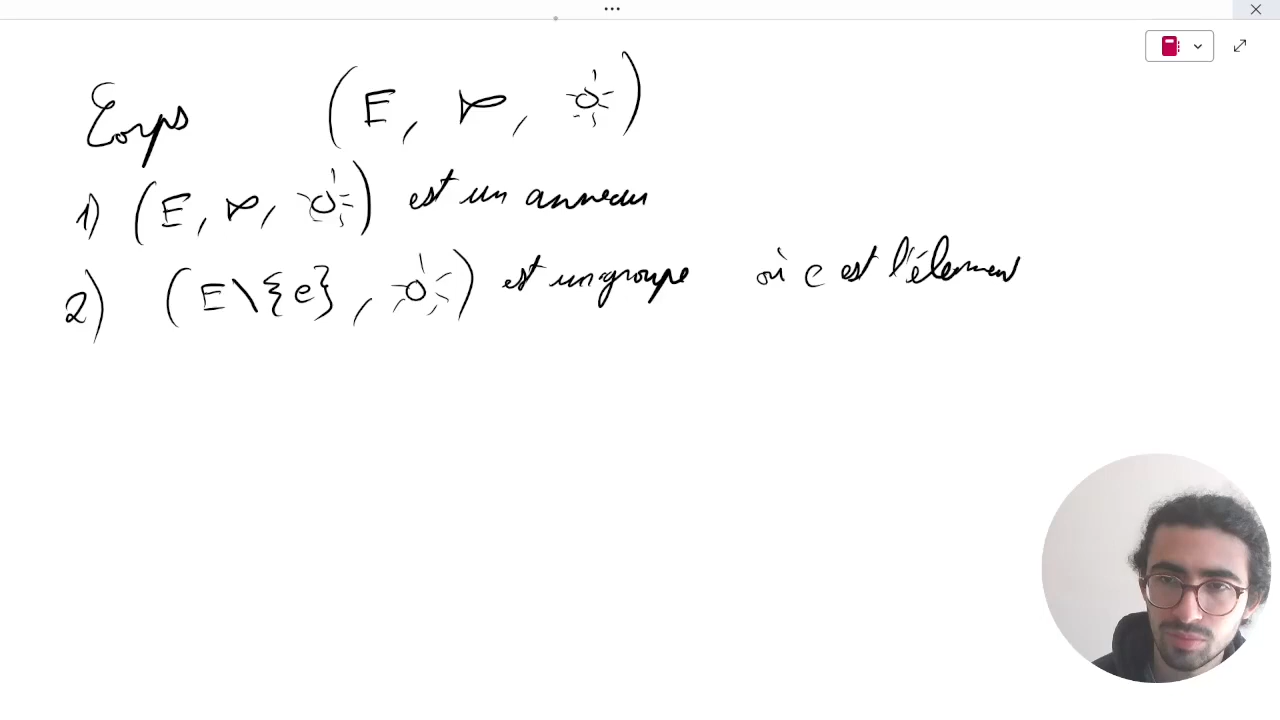 Corps (E, ∝, ☼)
1) (E, ∝, ☼) est un anneau
2) (E\{e}, ☼) est un groupe où e est l'élément